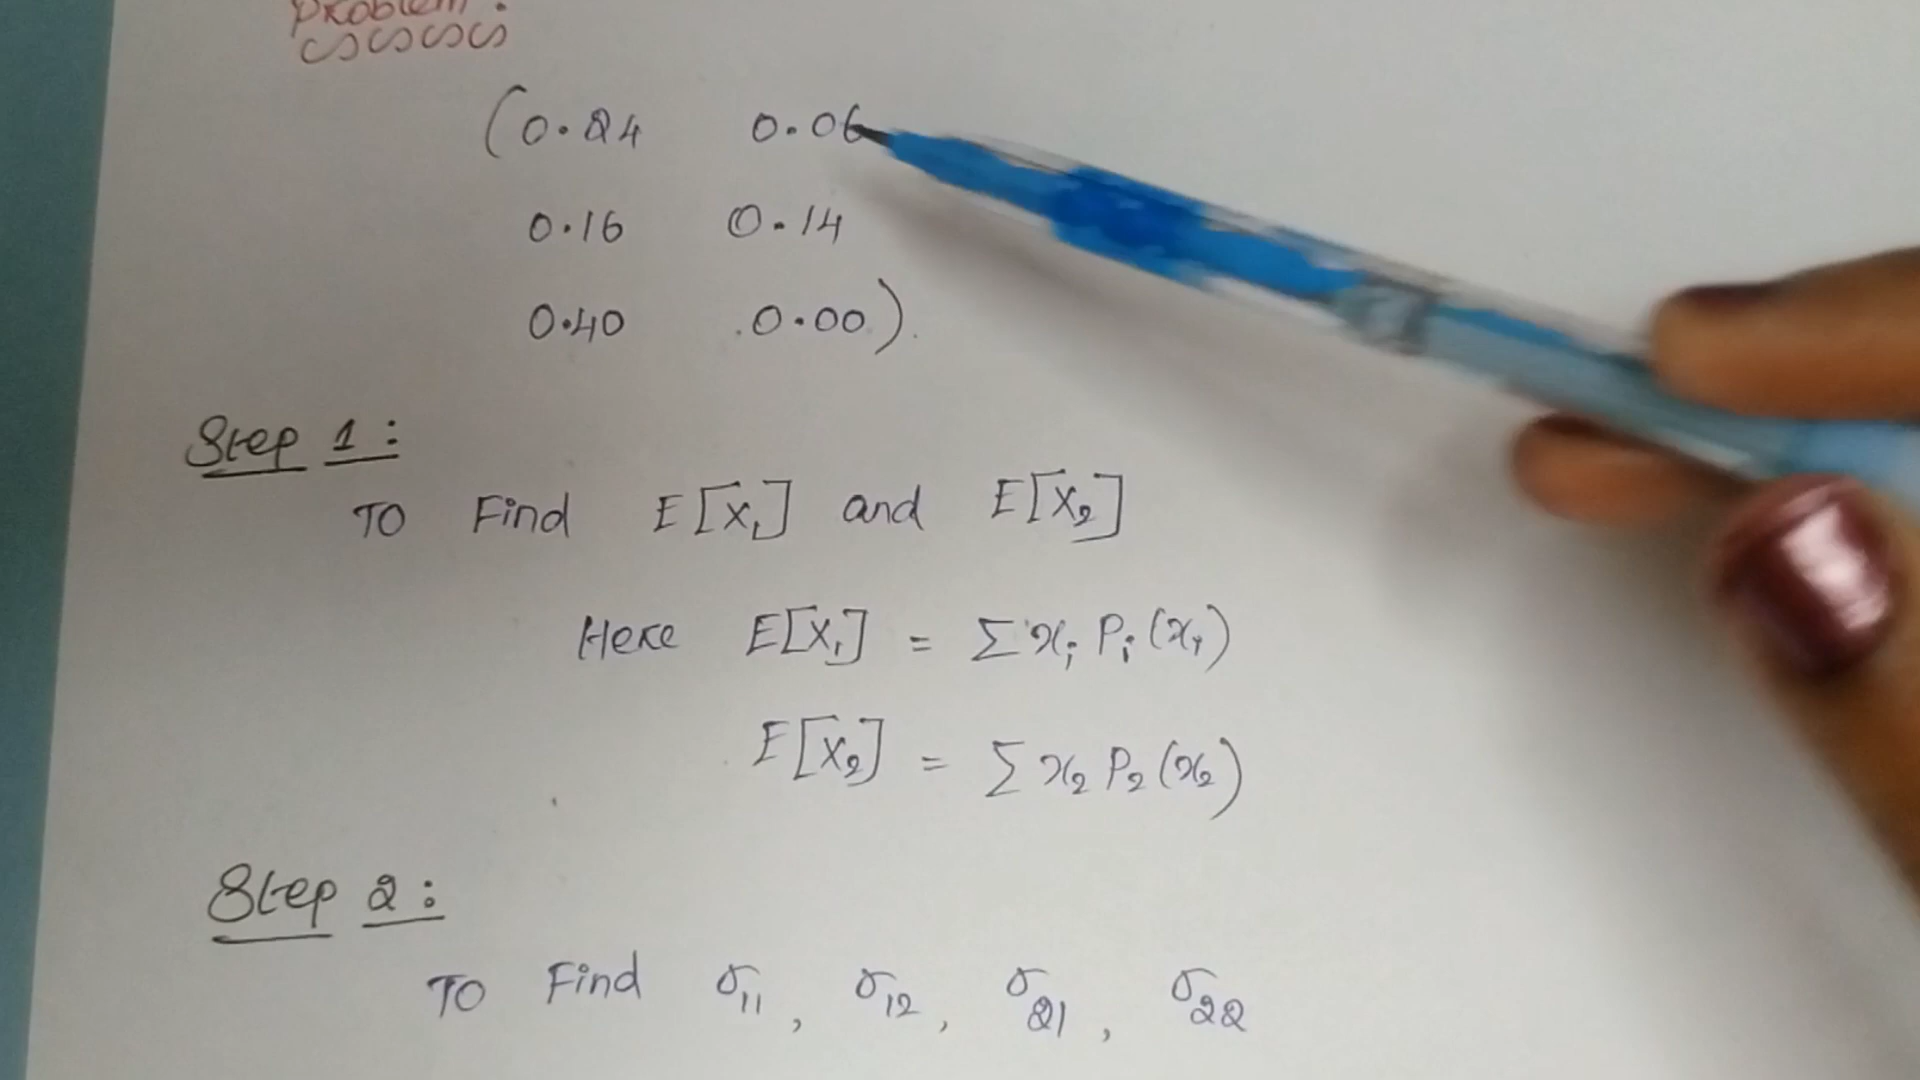 Problem :
(0.24 0.06
0.16 0.14
0.40 0.00).
Step 1 :
TO Find E[X₁] and E[X₂]
Here E[X₁] = Σ x₁ P₁ (x₁)
E[X₂] = Σ x₂ P₂ (x₂)
Step 2 :
TO Find σ₁₁ , σ₁₂ , σ₂₁ , σ₂₂